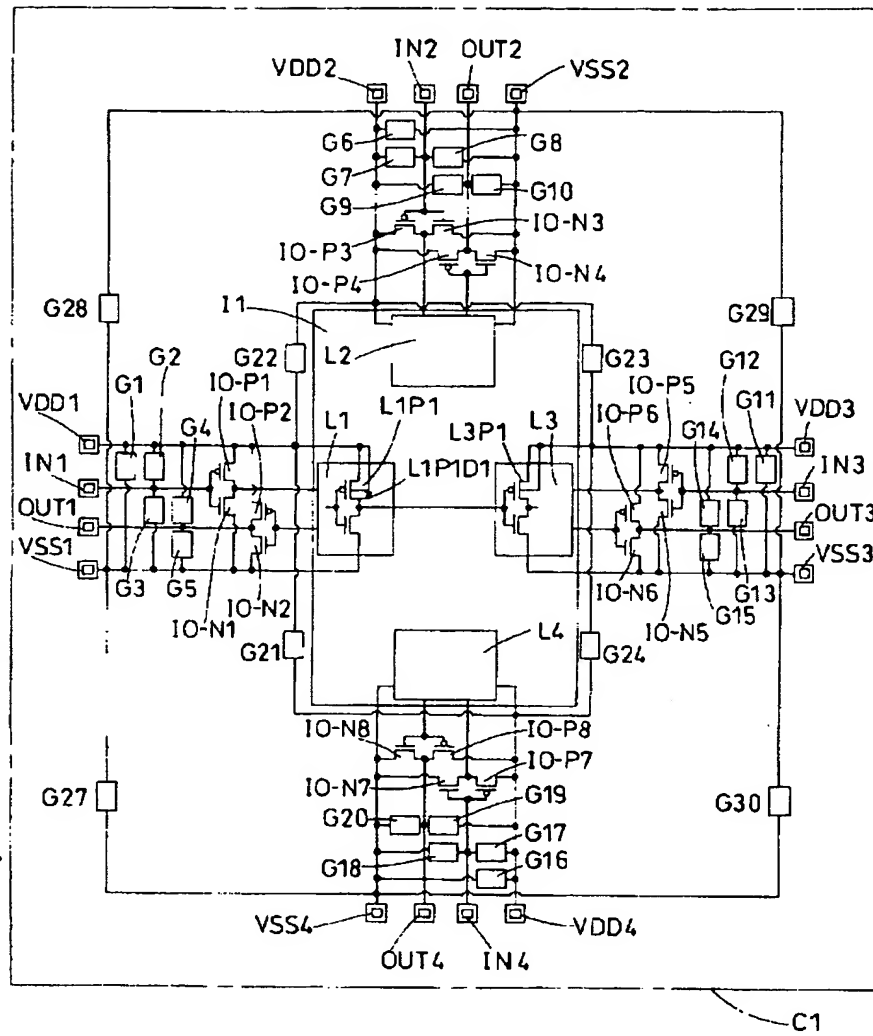 IN2 OUT2
VDD2 VSS2
G6 G8
G7
G9 G10
IO-P3 IO-N3
IO-P4 IO-N4
I1
G28 G29
L2
G22 G23
G2 IO-P1 IO-P5 G12
G1 G4 IO-P2 IO-P6 G14 G11
VDD1 L1 L1P1 L3P1 L3 VDD3
IN1 L1P1D1 IN3
OUT1 OUT3
VSS1 VSS3
G3 G5 IO-N2 IO-N6 G15 G13
IO-N1 IO-N5
G21 L4 G24
IO-N8 IO-P8
IO-N7 IO-P7
G27 G20 G19 G30
G18 G17
G16
VSS4 VDD4
OUT4 IN4
C1